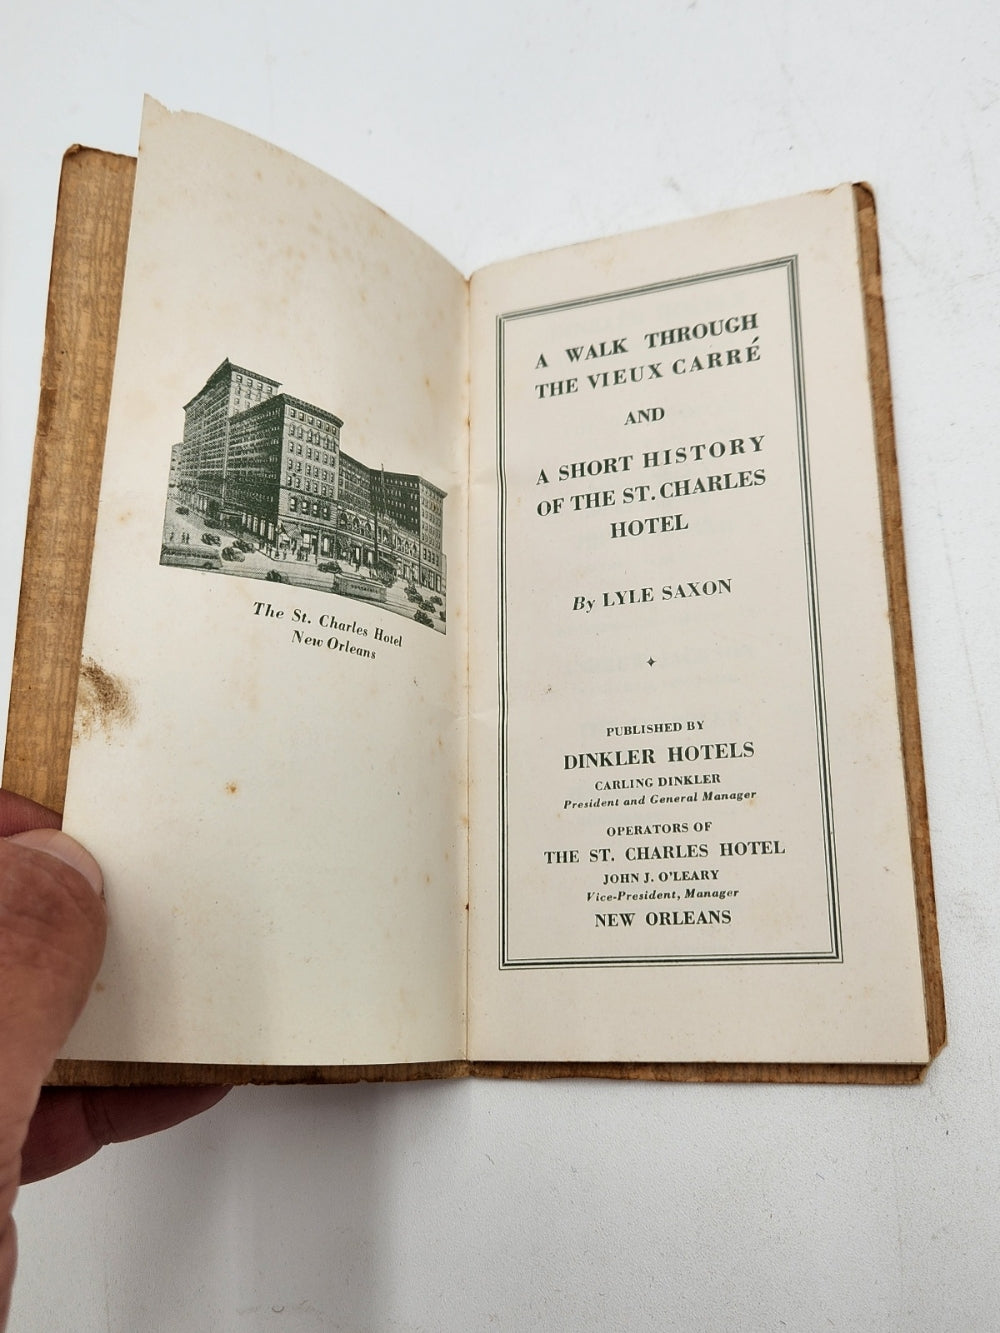 The St. Charles Hotel
New Orleans
A WALK THROUGH
THE VIEUX CARRÉ
AND
A SHORT HISTORY
OF THE ST. CHARLES
HOTEL
By LYLE SAXON
PUBLISHED BY
DINKLER HOTELS
CARLING DINKLER
President and General Manager
OPERATORS OF
THE ST. CHARLES HOTEL
JOHN J. O'LEARY
Vice-President, Manager
NEW ORLEANS